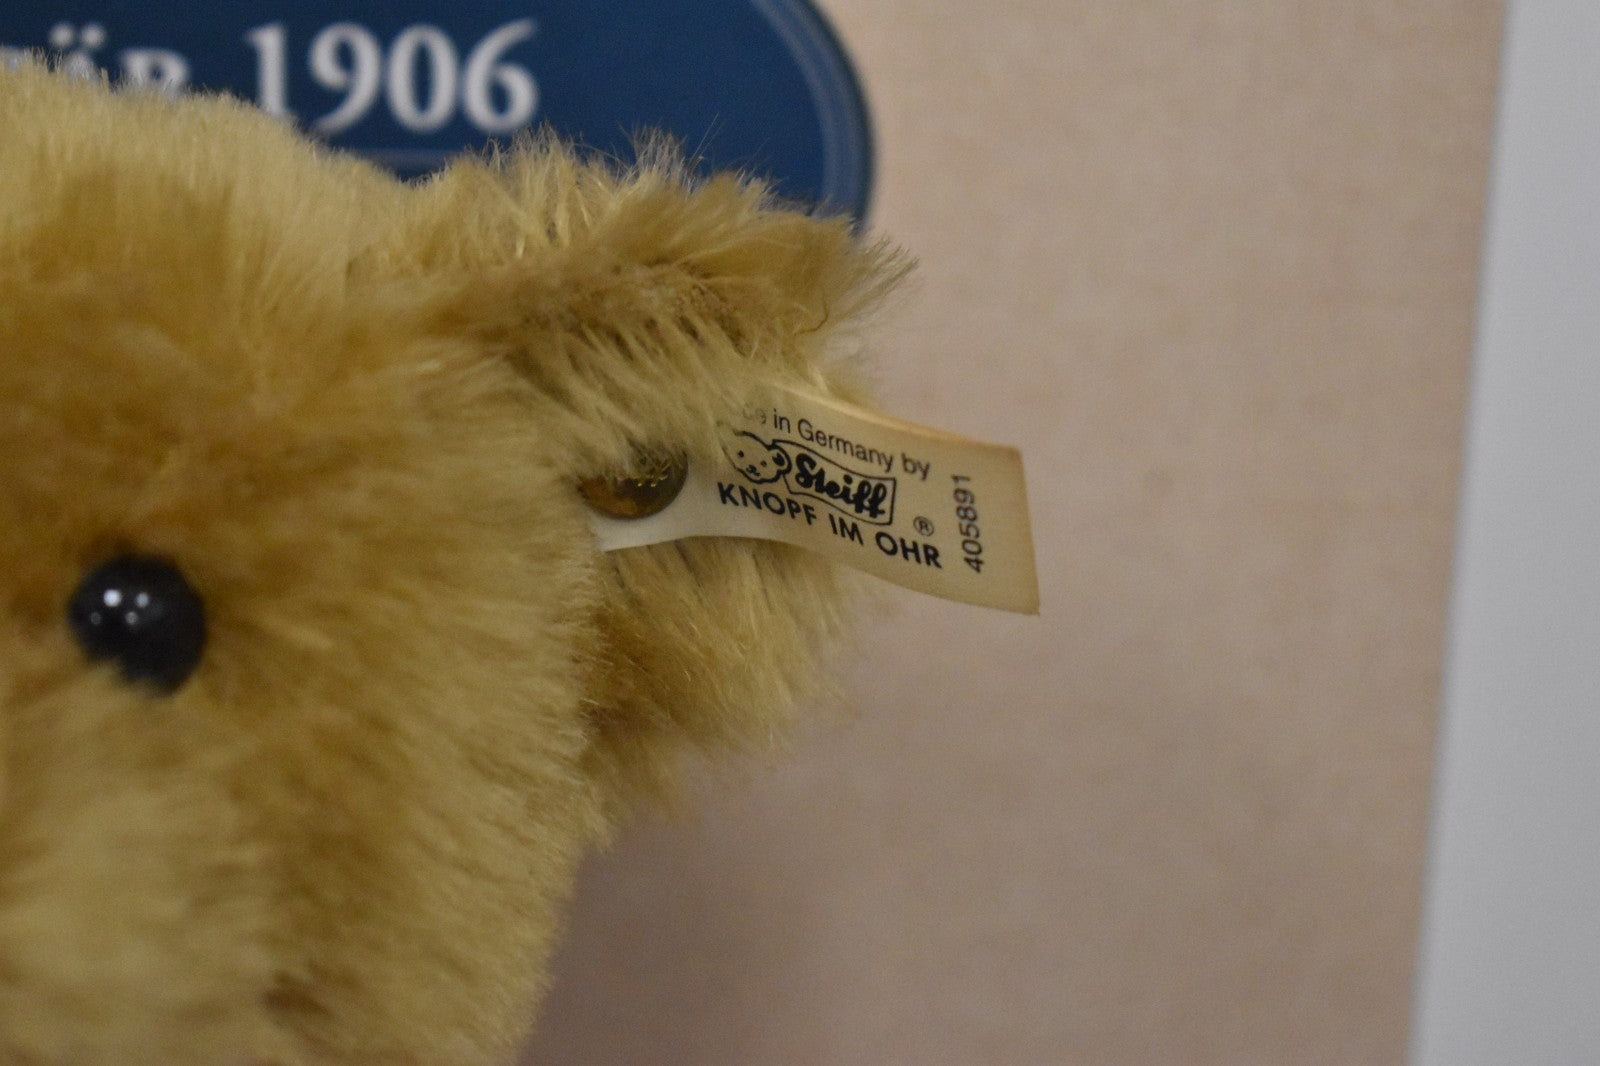 1906
in Germany by
Steiff
KNOPF IM OHR
®
405891